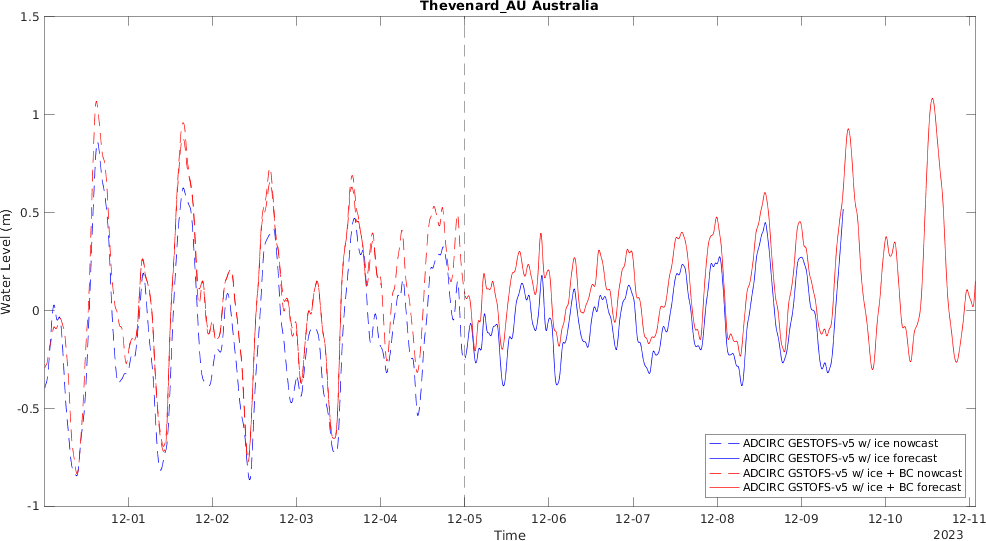 Thevenard_AU Australia
Water Level (m)
1.5
1
0.5
0
-0.5
-1
ADCIRC GESTOFS-v5 w/ ice nowcast
ADCIRC GESTOFS-v5 w/ ice forecast
ADCIRC GSTOFS-v5 w/ ice + BC nowcast
ADCIRC GSTOFS-v5 w/ ice + BC forecast
12-01 12-02 12-03 12-04 12-05 12-06 12-07 12-08 12-09 12-10 12-11
Time
2023